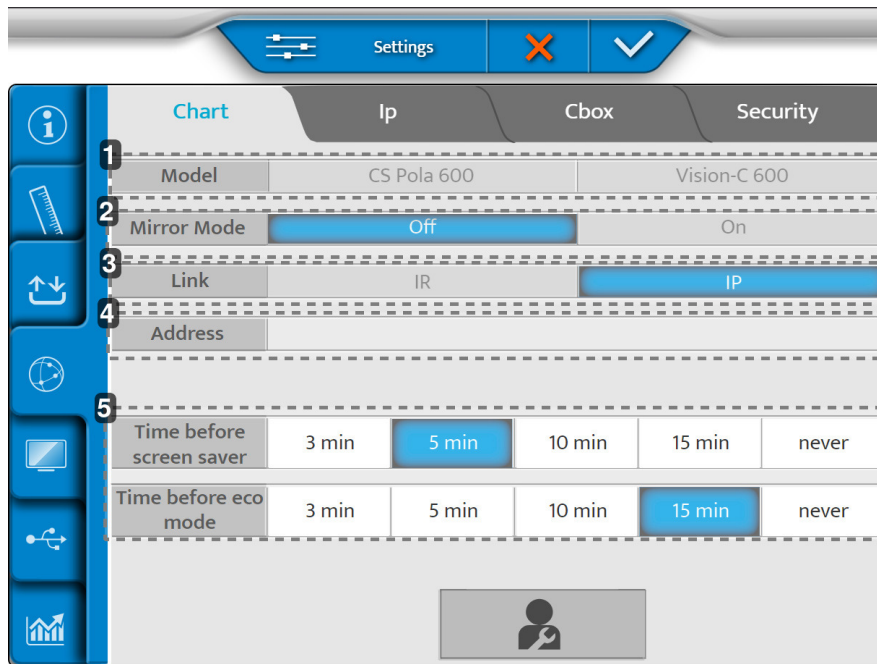 Settings
Chart Ip Cbox Security
1
Model CS Pola 600 Vision-C 600
2
Mirror Mode Off On
3
Link IR IP
4
Address
5
Time before
screen saver 3 min 5 min 10 min 15 min never
Time before eco
mode 3 min 5 min 10 min 15 min never